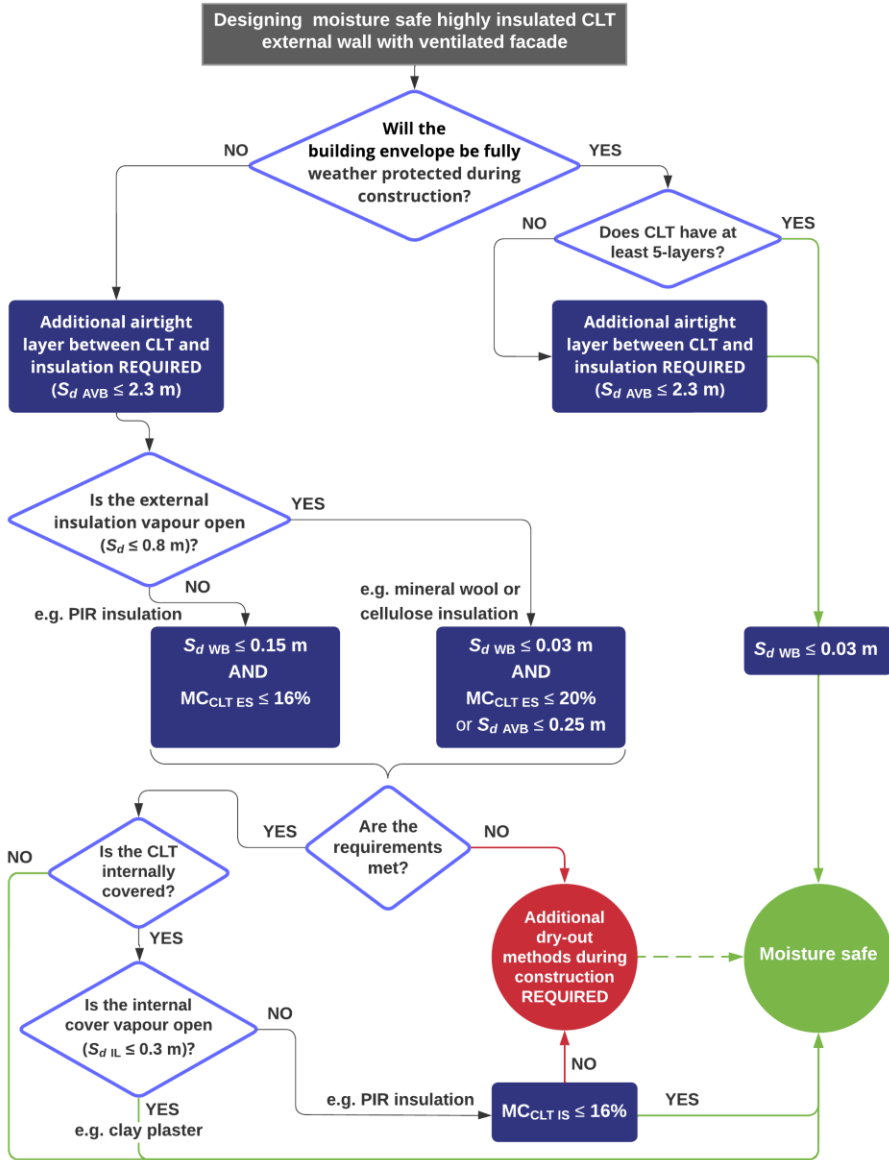 Designing moisture safe highly insulated CLT
external wall with ventilated facade
Will the
building envelope be fully
weather protected during
construction?
NO
YES
Does CLT have at
least 5-layers?
NO
YES
Additional airtight
layer between CLT and
insulation REQUIRED
(Sd AVB ≤ 2.3 m)
Additional airtight
layer between CLT and
insulation REQUIRED
(Sd AVB ≤ 2.3 m)
Is the external
insulation vapour open
(Sd ≤ 0.8 m)?
YES
NO
e.g. PIR insulation
e.g. mineral wool or
cellulose insulation
Sd WB ≤ 0.15 m
AND
MCCLT ES ≤ 16%
Sd WB ≤ 0.03 m
AND
MCCLT ES ≤ 20%
or Sd AVB ≤ 0.25 m
Sd WB ≤ 0.03 m
Are the
requirements
met?
YES
NO
Is the CLT
internally
covered?
NO
YES
Additional
dry-out
methods during
construction
REQUIRED
Moisture safe
Is the internal
cover vapour open
(Sd IL ≤ 0.3 m)?
NO
YES
e.g. clay plaster
e.g. PIR insulation
MCCLT IS ≤ 16%
NO
YES